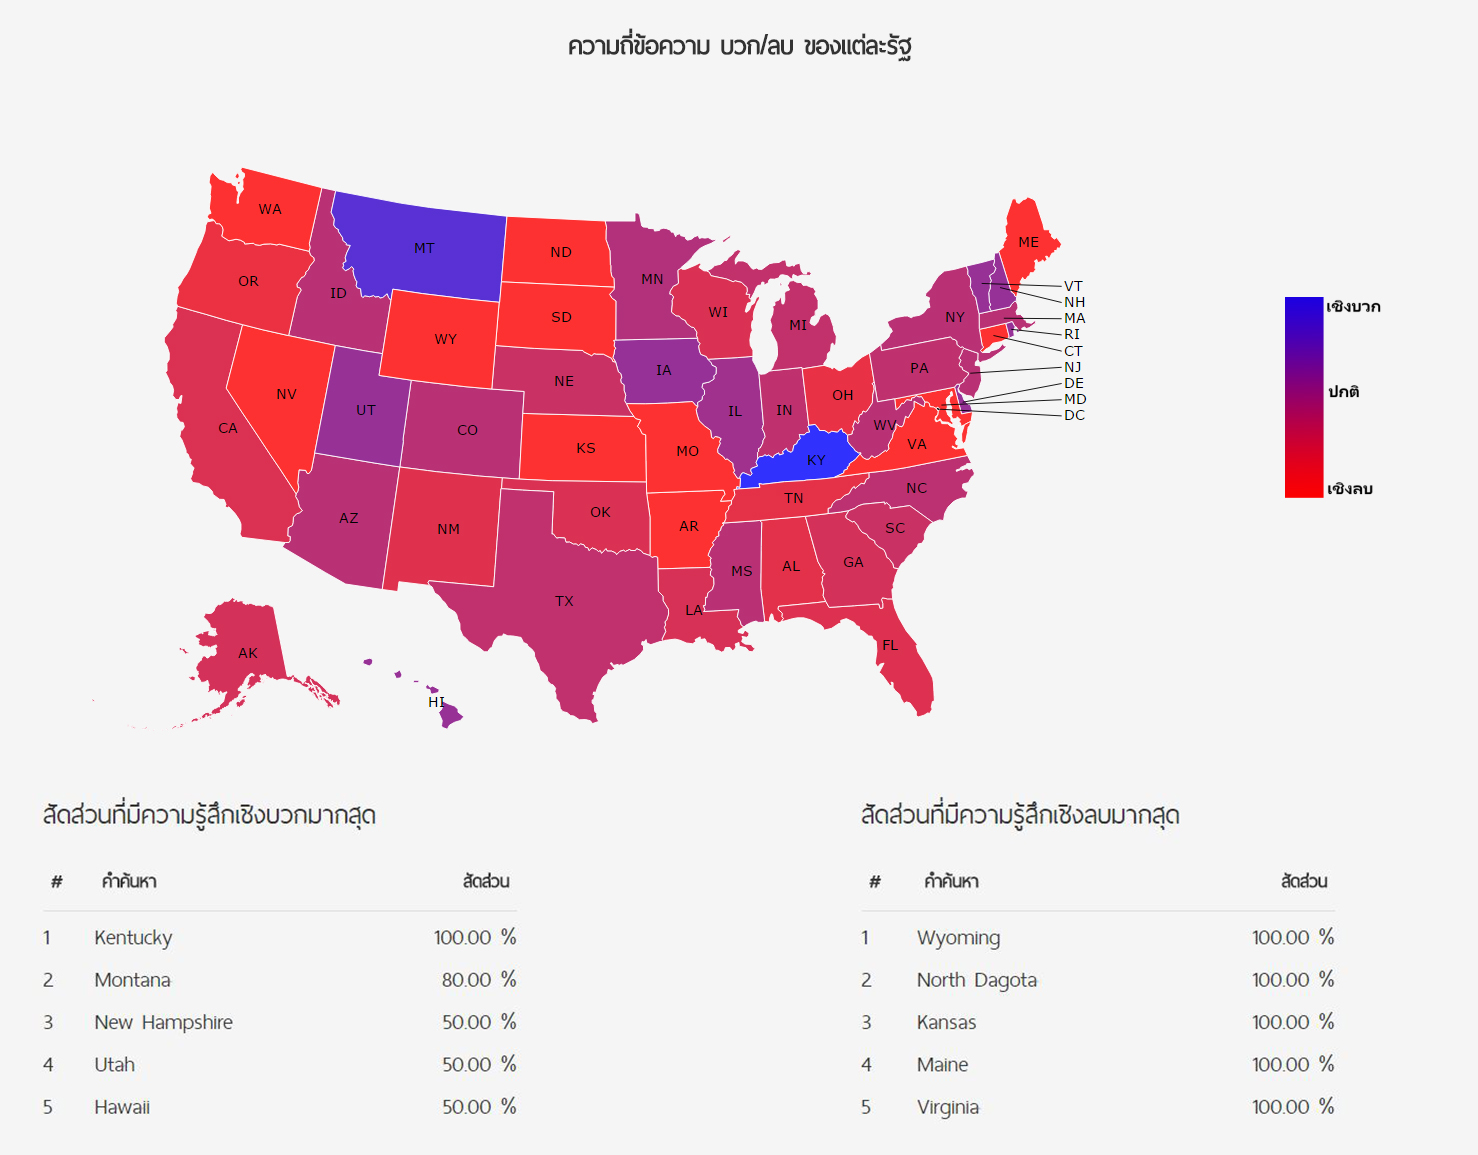 ความถี่ข้อความ บวก/ลบ ของแต่ละรัฐ
WA
MT
ND
ME
OR
ID
MN
VT
NH
SD
WI
NY
MA
WY
MI
RI
CT
NV
NE
IA
PA
NJ
UT
OH
DE
CA
CO
IL
IN
WV
MD
DC
KS
MO
KY
VA
AZ
NM
OK
AR
TN
NC
SC
MS
AL
GA
TX
LA
FL
AK
HI
เชิงบวก
ปกติ
เชิงลบ
สัดส่วนที่มีความรู้สึกเชิงบวกมากสุด
# คำค้นหา สัดส่วน
1 Kentucky 100.00 %
2 Montana 80.00 %
3 New Hampshire 50.00 %
4 Utah 50.00 %
5 Hawaii 50.00 %
สัดส่วนที่มีความรู้สึกเชิงลบมากสุด
# คำค้นหา สัดส่วน
1 Wyoming 100.00 %
2 North Dagota 100.00 %
3 Kansas 100.00 %
4 Maine 100.00 %
5 Virginia 100.00 %